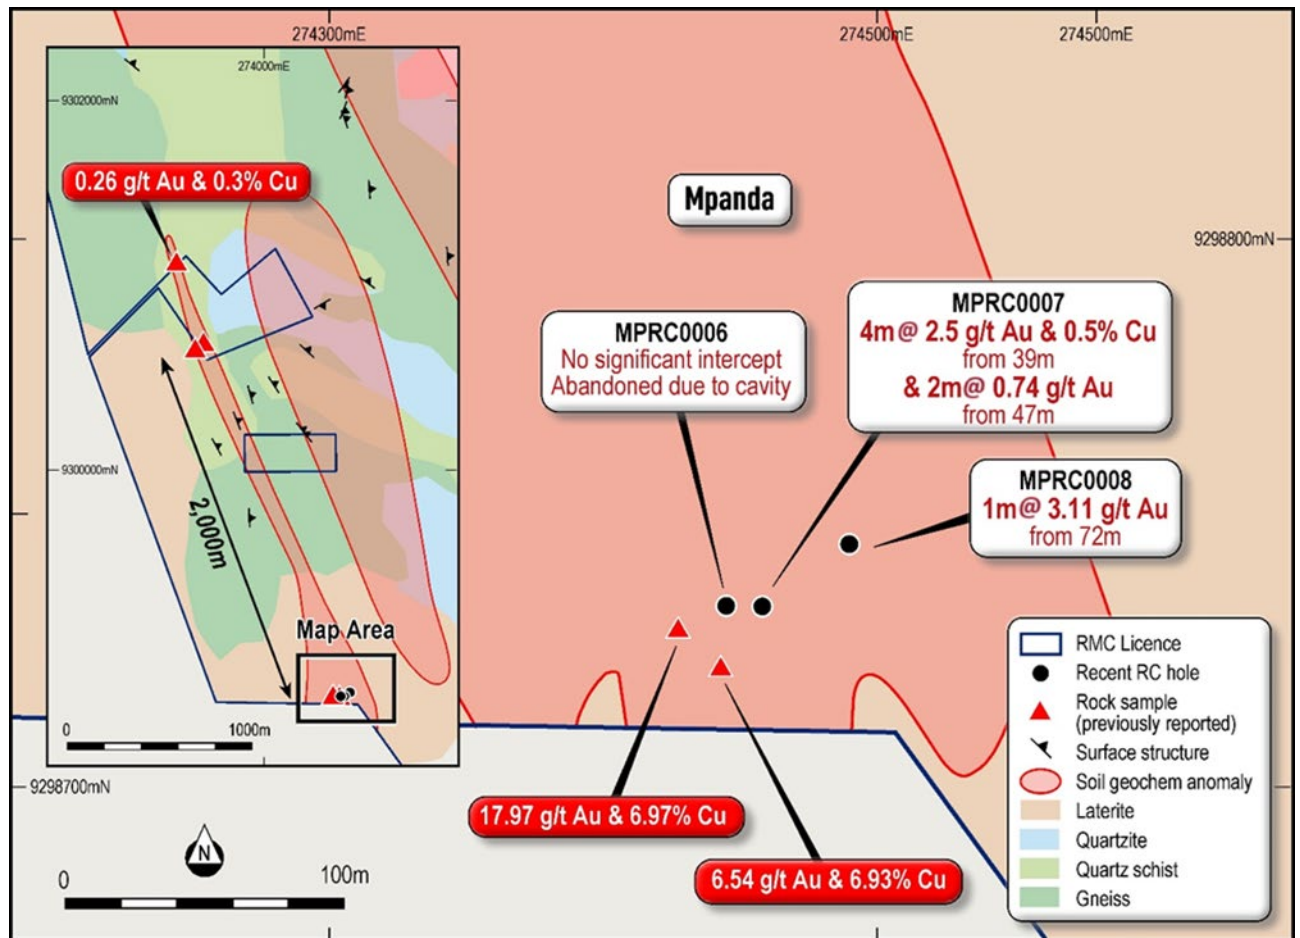 274300mE
274500mE
274500mE
274000mE
9302000mN
0.26 g/t Au & 0.3% Cu
Mpanda
9298800mN
MPRC0006
No significant intercept
Abandoned due to cavity
MPRC0007
4m@ 2.5 g/t Au & 0.5% Cu
from 39m
& 2m@ 0.74 g/t Au
from 47m
MPRC0008
1m@ 3.11 g/t Au
from 72m
9300000mN
2,000m
Map Area
0
1000m
9298700mN
17.97 g/t Au & 6.97% Cu
6.54 g/t Au & 6.93% Cu
N
0
100m
RMC Licence
Recent RC hole
Rock sample
(previously reported)
Surface structure
Soil geochem anomaly
Laterite
Quartzite
Quartz schist
Gneiss